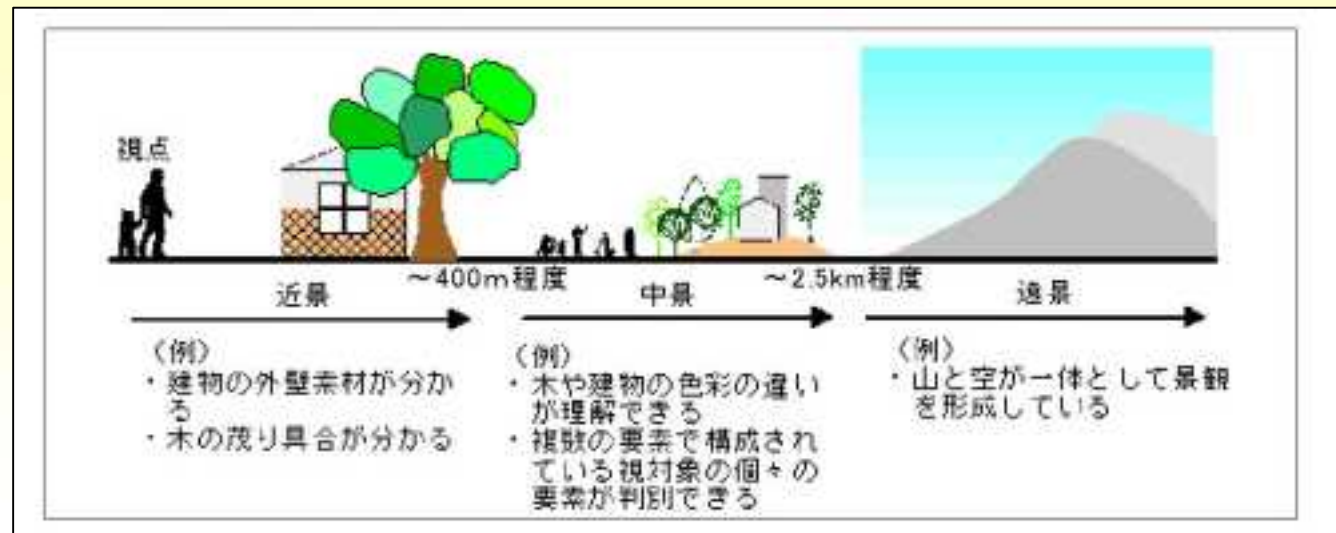 視点
近景
～400m程度
中景
～2.5km程度
遠景
（例）
・建物の外壁素材が分か
る
・木の茂り具合が分かる
（例）
・木や建物の色彩の違い
が理解できる
・複数の要素で構成され
ている視対象の個々の
要素が判別できる
（例）
・山と空が一体として景観
を形成している